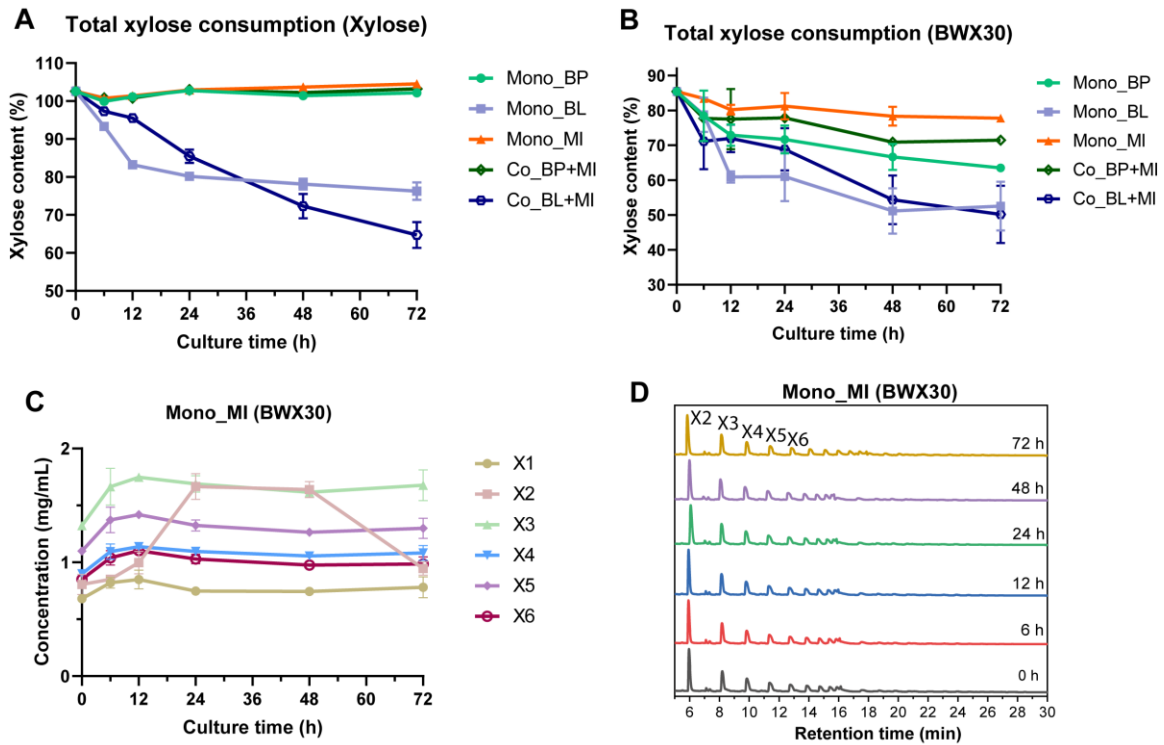 A
Total xylose consumption (Xylose)
Xylose content (%)
110
100
90
80
70
60
50
0
12
24
36
48
60
72
Culture time (h)
Mono_BP
Mono_BL
Mono_MI
Co_BP+MI
Co_BL+MI
B
Total xylose consumption (BWX30)
Xylose content (%)
90
80
70
60
50
40
30
0
12
24
36
48
60
72
Culture time (h)
Mono_BP
Mono_BL
Mono_MI
Co_BP+MI
Co_BL+MI
C
Mono_MI (BWX30)
Concentration (mg/mL)
2
1
0
0
12
24
36
48
60
72
Culture time (h)
X1
X2
X3
X4
X5
X6
D
Mono_MI (BWX30)
X2 X3 X4 X5 X6
72 h
48 h
24 h
12 h
6 h
0 h
6 8 10 12 14 16 18 20 22 24 26 28 30
Retention time (min)